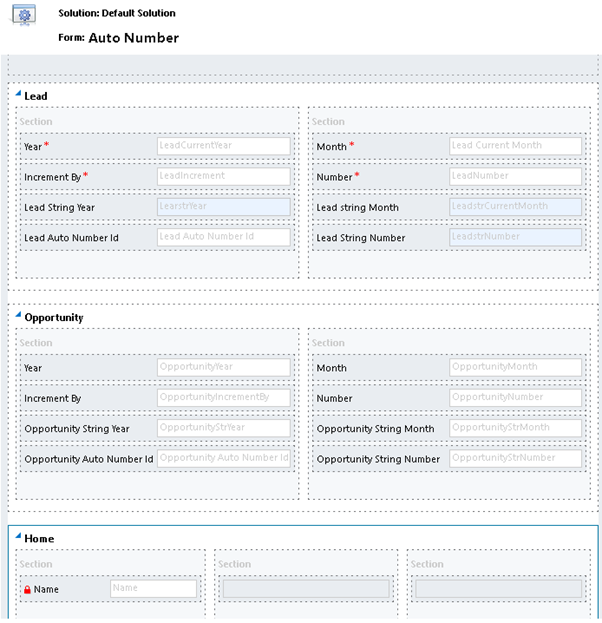 Solution: Default Solution
Form: Auto Number
Lead
Section Section
Year * LeadCurrentYear Month * Lead Current Month
Increment By * LeadIncrement Number * LeadNumber
Lead String Year LearstrYear Lead string Month LeadstrCurrentMonth
Lead Auto Number Id Lead Auto Number Id Lead String Number LeadstrNumber
Opportunity
Section Section
Year OpportunityYear Month OpportunityMonth
Increment By OpportunityIncrementBy Number OpportunityNumber
Opportunity String Year OpportunityStrYear Opportunity String Month OpportunityStrMonth
Opportunity Auto Number Id Opportunity Auto Number Id Opportunity String Number OpportunityStrNumber
Home
Section Section Section
Name Name